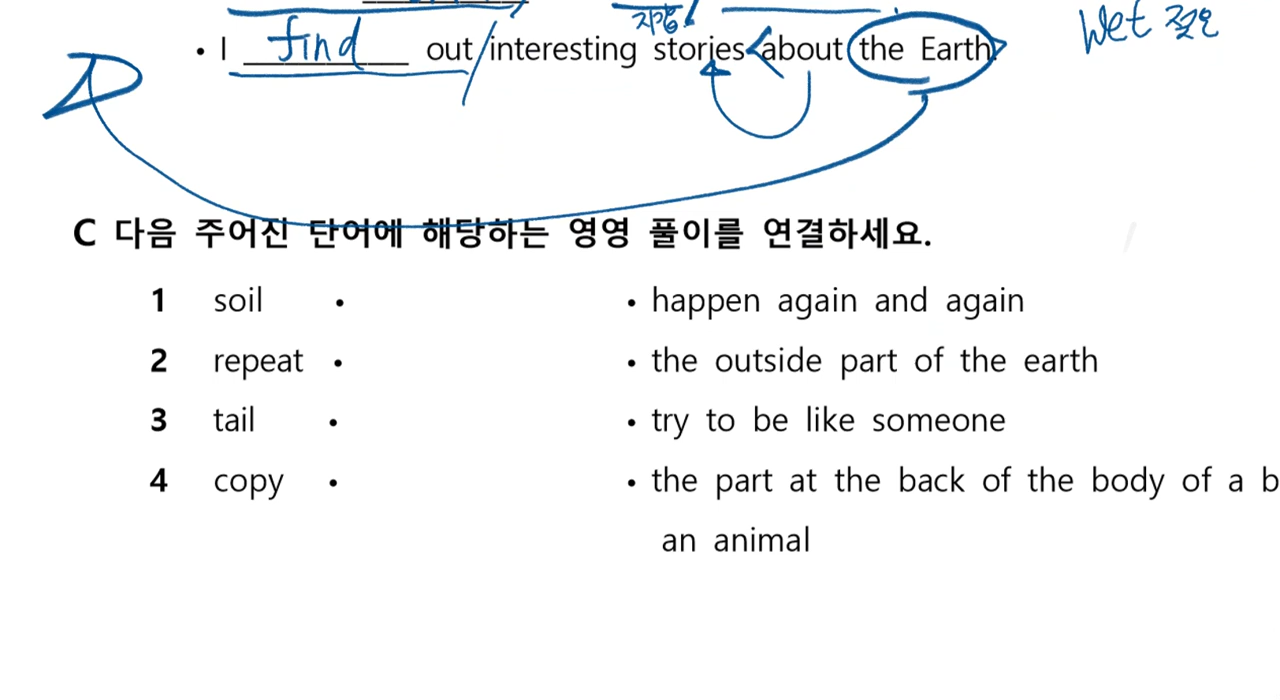 • I find out interesting stories about the Earth.
wet 젖은
C 다음 주어진 단어에 해당하는 영영 풀이를 연결하세요.
1 soil • • happen again and again
2 repeat • • the outside part of the earth
3 tail • • try to be like someone
4 copy • • the part at the back of the body of a b
an animal